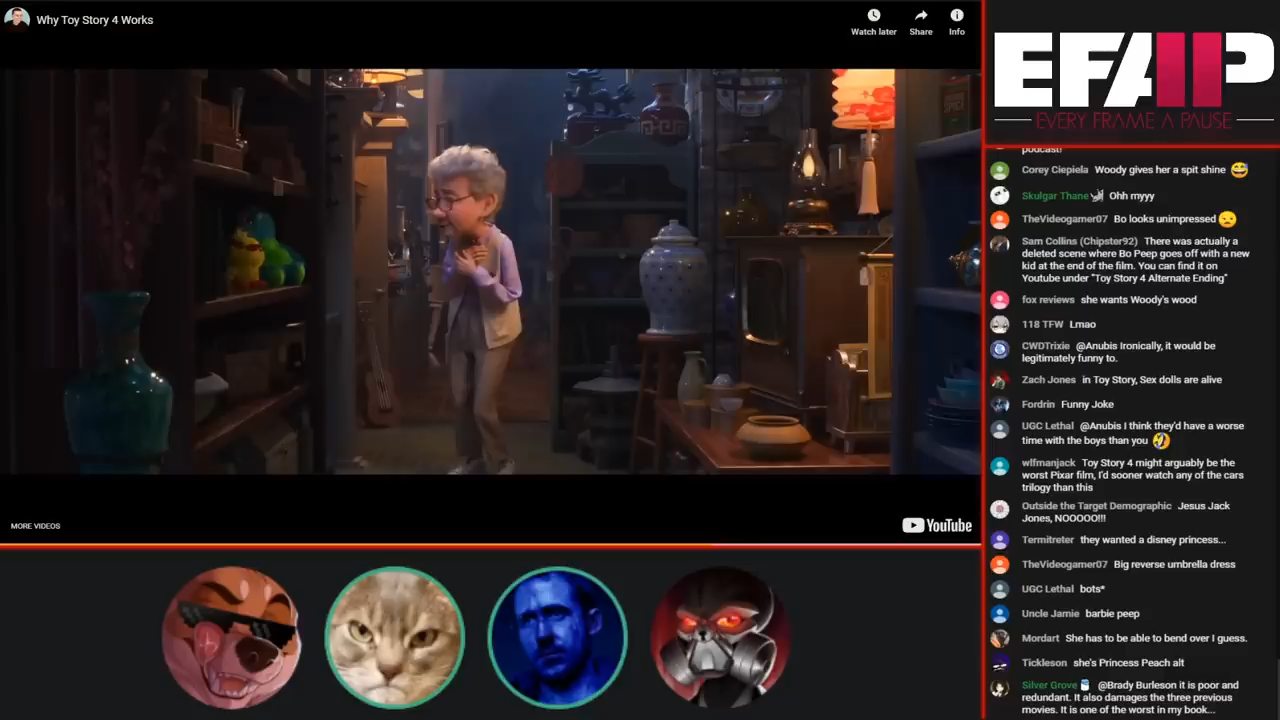 Why Toy Story 4 Works
Watch later
Share
Info
MORE VIDEOS
YouTube
EFAP
EVERY FRAME A PAUSE
podcast!
Corey Ciepiela Woody gives her a spit shine 😅
Skulgar Thane Ohh myyy
TheVideogamer07 Bo looks unimpressed 😒
Sam Collins (Chipster92) There was actually a
deleted scene where Bo Peep goes off with a new
kid at the end of the film. You can find it on
Youtube under "Toy Story 4 Alternate Ending"
fox reviews she wants Woody's wood
118 TFW Lmao
CWDTrixie @Anubis Ironically, it would be
legitimately funny to.
Zach Jones in Toy Story, Sex dolls are alive
Fordrin Funny Joke
UGC Lethal @Anubis I think they'd have a worse
time with the boys than you 🤣
wlfmanjack Toy Story 4 might arguably be the
worst Pixar film, I'd sooner watch any of the cars
trilogy than this
Outside the Target Demographic Jesus Jack
Jones, NOOOOO!!!
Termitreter they wanted a disney princess...
TheVideogamer07 Big reverse umbrella dress
UGC Lethal bots*
Uncle Jamie barbie peep
Mordart She has to be able to bend over I guess.
Tickleson she's Princess Peach alt
Silver Grove @Brady Burleson it is poor and
redundant. It also damages the three previous
movies. It is one of the worst in my book...